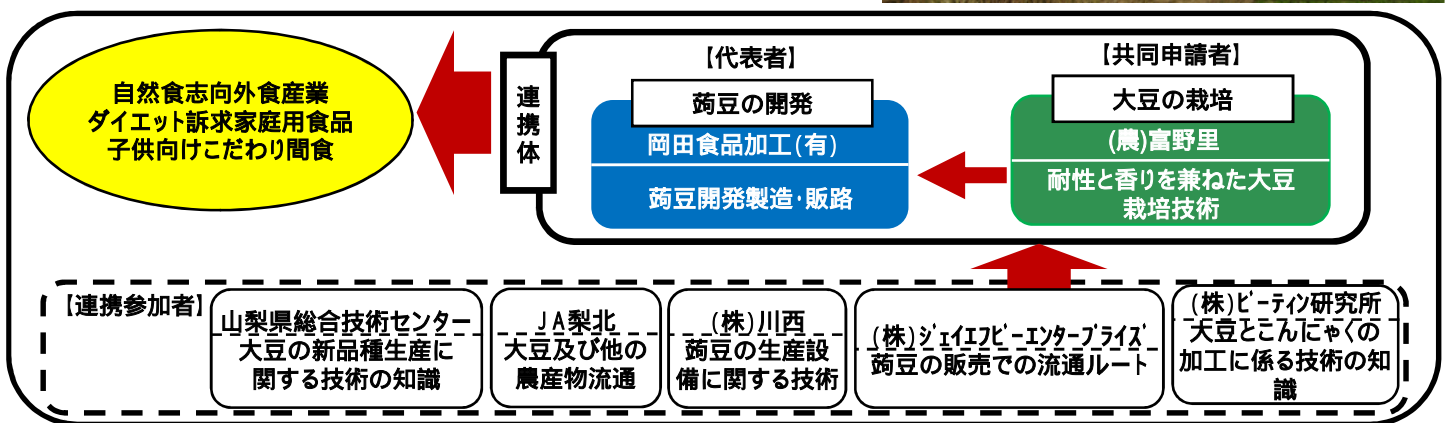 自然食志向外食産業
ダイエット訴求家庭用食品
子供向けこだわり間食
連
携
体
【代表者】
蒟豆の開発
岡田食品加工(有)
蒟豆開発製造・販路
【共同申請者】
大豆の栽培
(農)富野里
耐性と香りを兼ねた大豆
栽培技術
【連携参加者】
山梨県総合技術センター
大豆の新品種生産に
関する技術の知識
JA梨北
大豆及び他の
農産物流通
(株)川西
蒟豆の生産設
備に関する技術
(株)ｼﾞｪｲｴﾌﾋﾟｰｴﾝﾀｰﾌﾟﾗｲｽﾞ
蒟豆の販売での流通ルート
(株)ﾋﾞｰﾃｨﾝ研究所
大豆とこんにゃくの
加工に係る技術の知
識